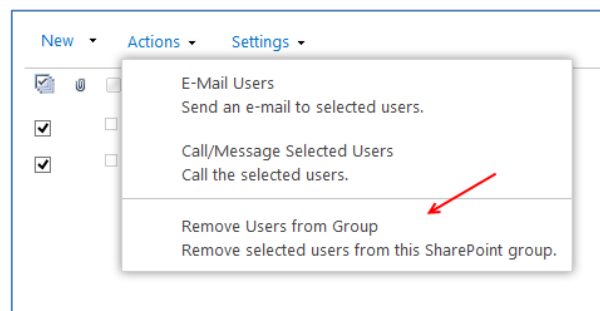 New Actions Settings
E-Mail Users
Send an e-mail to selected users.
Call/Message Selected Users
Call the selected users.
Remove Users from Group
Remove selected users from this SharePoint group.